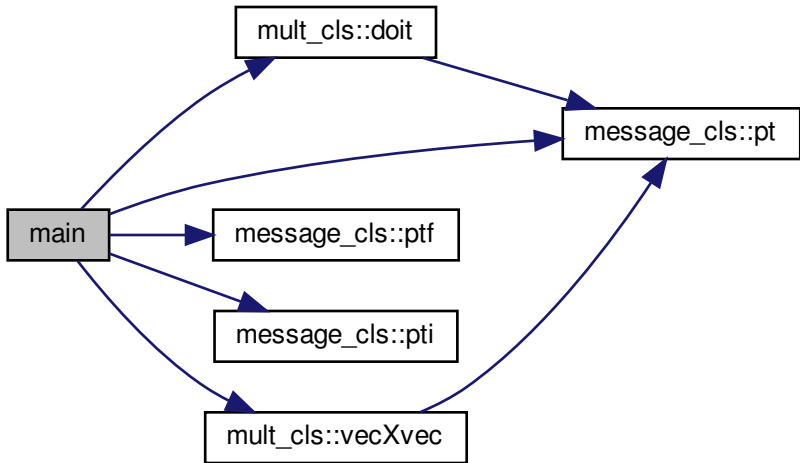 mult_cls::doit
message_cls::pt
main
message_cls::ptf
message_cls::pti
mult_cls::vecXvec